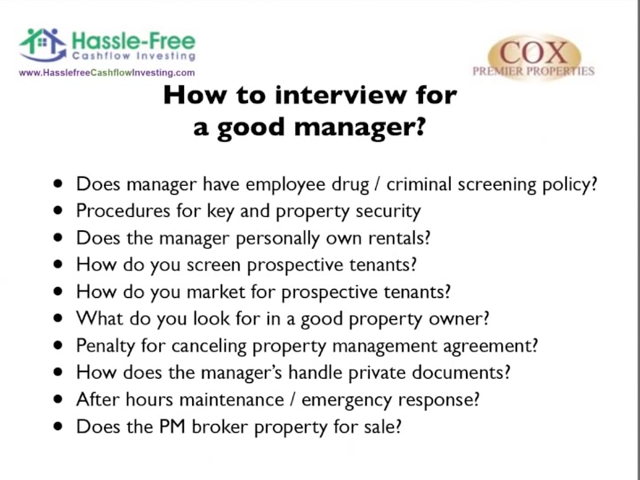 Hassle-Free
Cashflow Investing
www.HasslefreeCashflowInvesting.com
COX
PREMIER PROPERTIES
How to interview for
a good manager?
• Does manager have employee drug / criminal screening policy?
• Procedures for key and property security
• Does the manager personally own rentals?
• How do you screen prospective tenants?
• How do you market for prospective tenants?
• What do you look for in a good property owner?
• Penalty for canceling property management agreement?
• How does the manager's handle private documents?
• After hours maintenance / emergency response?
• Does the PM broker property for sale?